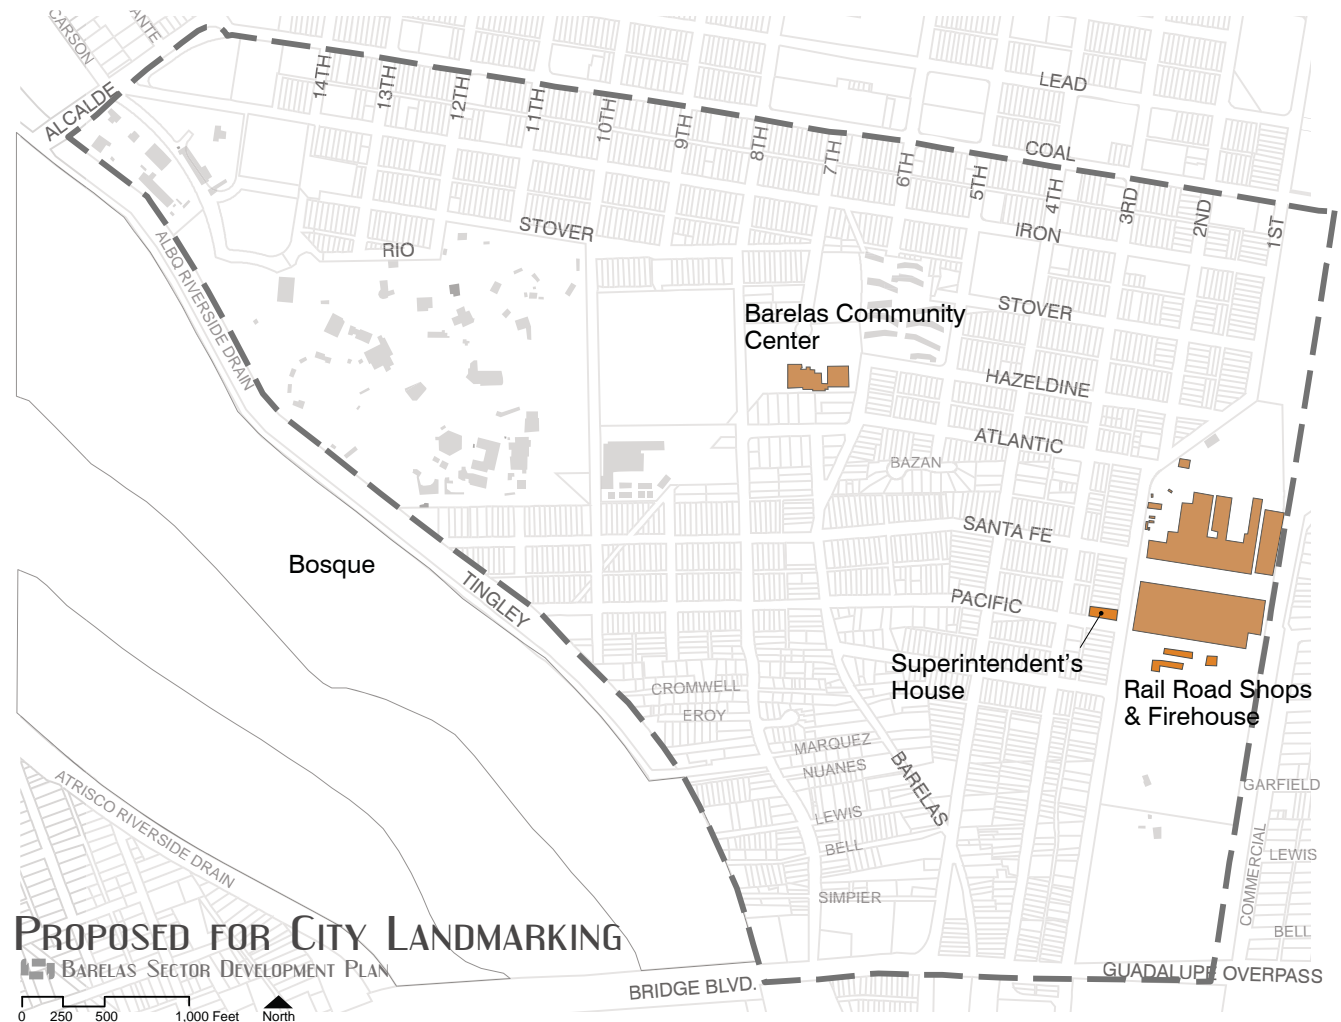 CARSON
ANTE
ALCALDE
14TH
13TH
12TH
11TH
10TH
9TH
8TH
7TH
6TH
5TH
4TH
3RD
2ND
1ST
LEAD
COAL
IRON
STOVER
RIO
ALBQ RIVERSIDE DRAIN
STOVER
Barelas Community
Center
HAZELDINE
ATLANTIC
BAZAN
SANTA FE
Bosque
TINGLEY
PACIFIC
Superintendent's
House
Rail Road Shops
& Firehouse
CROMWELL
EROY
MARQUEZ
NUANES
BARELAS
LEWIS
BELL
SIMPIER
GARFIELD
COMMERCIAL
LEWIS
BELL
ATRISCO RIVERSIDE DRAIN
PROPOSED FOR CITY LANDMARKING
BARELAS SECTOR DEVELOPMENT PLAN
BRIDGE BLVD.
GUADALUPE OVERPASS
0 250 500 1,000 Feet North